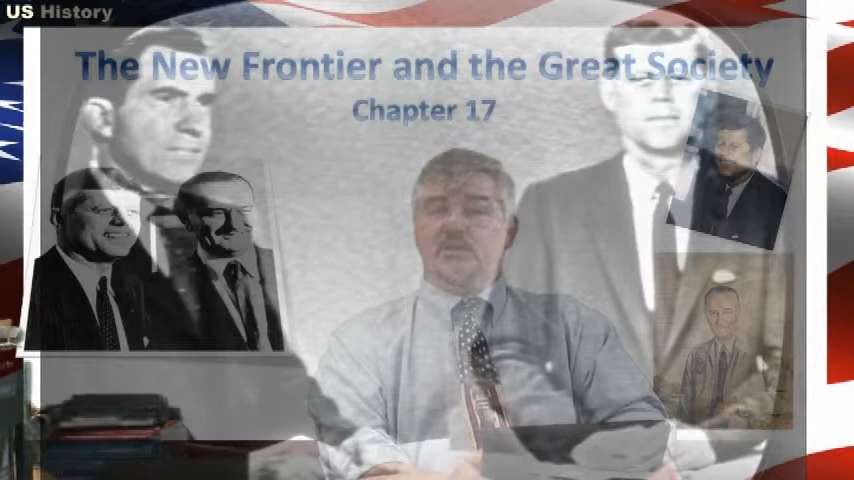 US History
The New Frontier and the Great Society
Chapter 17